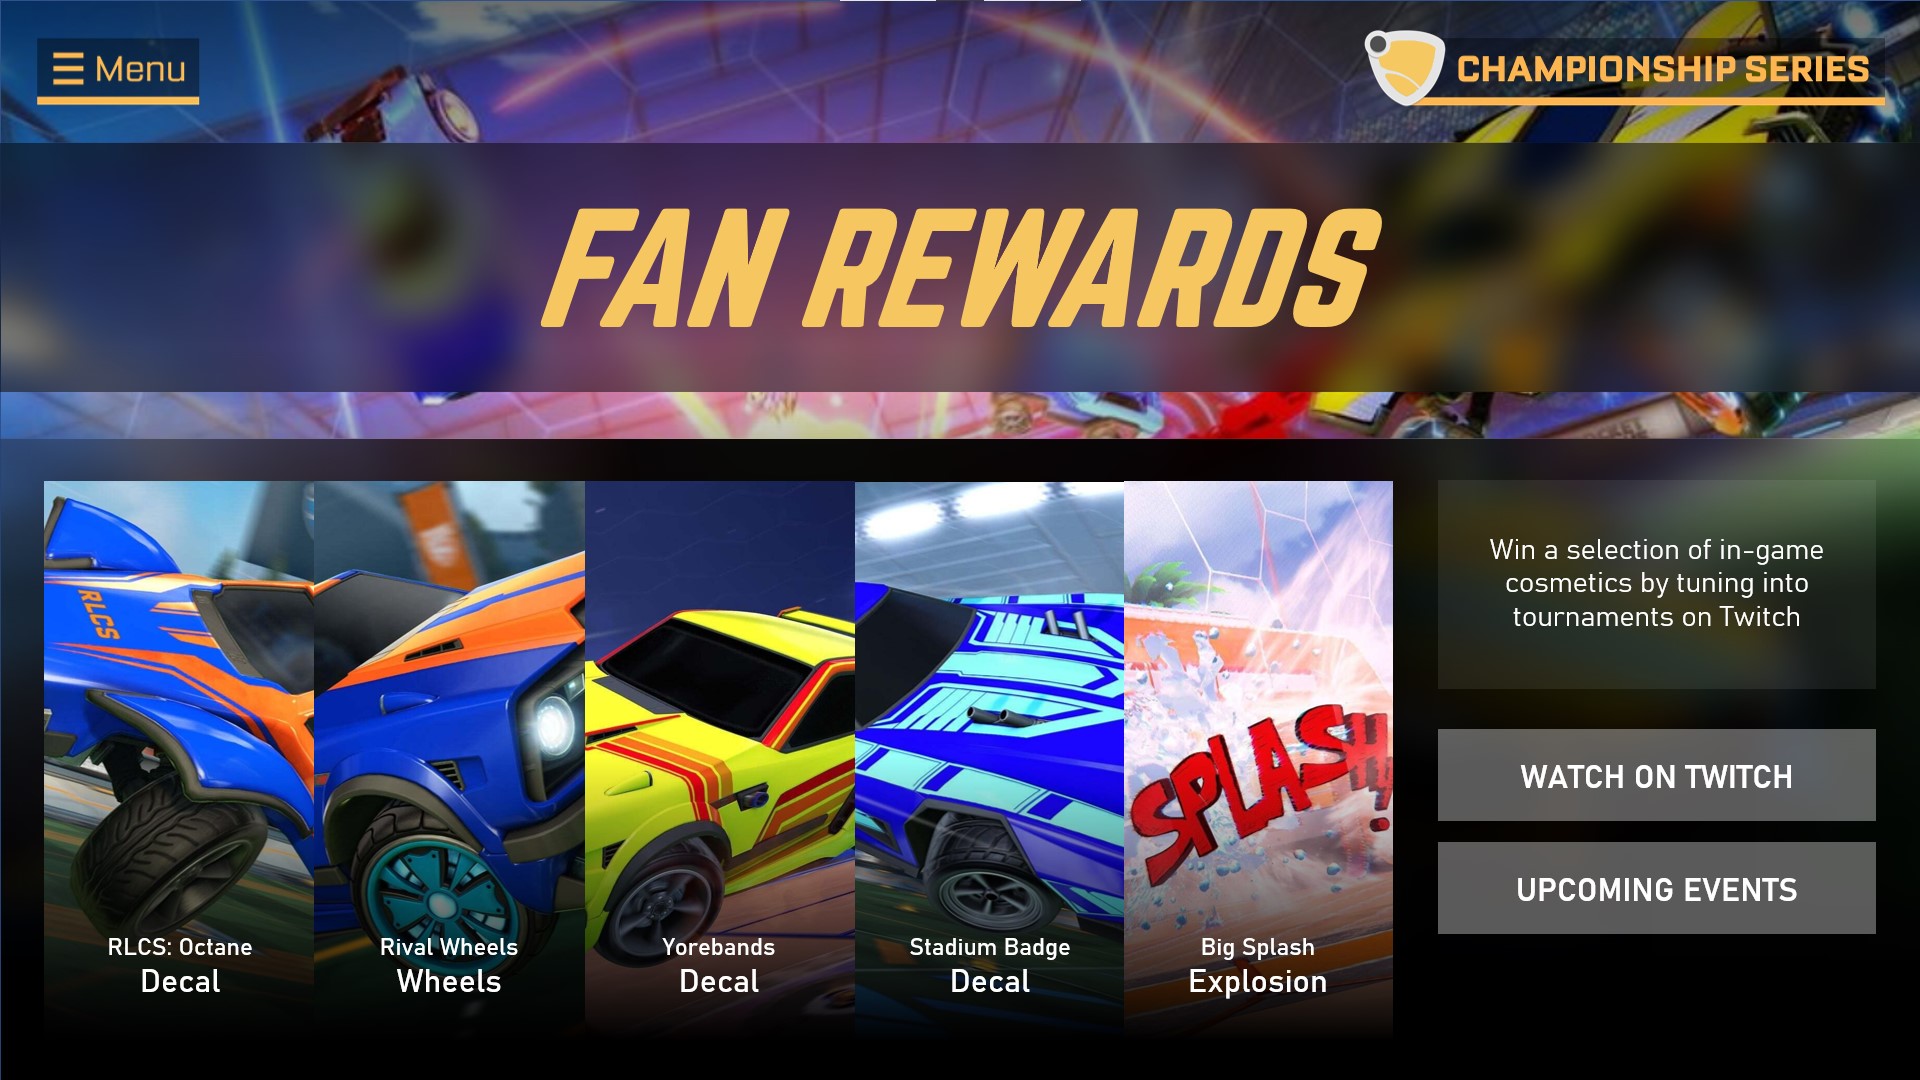 Menu
CHAMPIONSHIP SERIES
FAN REWARDS
RLCS
SPLASH!
RLCS: Octane
Decal
Rival Wheels
Wheels
Yorebands
Decal
Stadium Badge
Decal
Big Splash
Explosion
Win a selection of in-game
cosmetics by tuning into
tournaments on Twitch
WATCH ON TWITCH
UPCOMING EVENTS